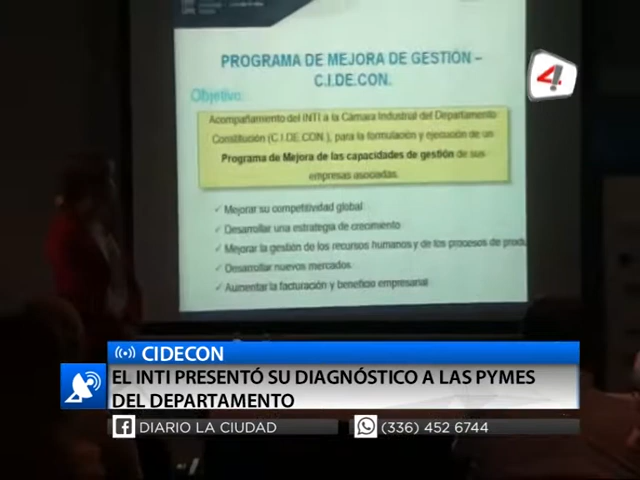 PROGRAMA DE MEJORA DE GESTIÓN –
C.I.DE.CON.
Objetivo:
Acompañamiento del INTI a la Cámara Industrial del Departamento
Constitución (C.I.DE.CON.), para la formulación y ejecución de un
Programa de Mejora de las capacidades de gestión de sus
empresas asociadas.
✓ Mejorar su competitividad global
✓ Desarrollar una estrategia de crecimiento
✓ Mejorar la gestión de los recursos humanos y de los procesos de produ
✓ Desarrollar nuevos mercados
✓ Aumentar la facturación y beneficio empresarial
4
CIDECON
EL INTI PRESENTÓ SU DIAGNÓSTICO A LAS PYMES
DEL DEPARTAMENTO
DIARIO LA CIUDAD
(336) 452 6744